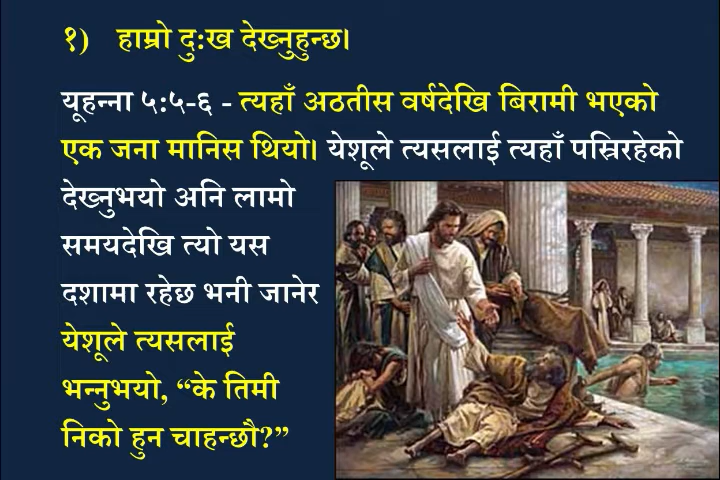 १) हाम्रो दुःख देख्नुहुन्छ।
यूहन्ना ५:५-६ - त्यहाँ अठतीस वर्षदेखि बिरामी भएको
एक जना मानिस थियो। येशूले त्यसलाई त्यहाँ पस्रिरहेको
देख्नुभयो अनि लामो
समयदेखि त्यो यस
दशामा रहेछ भनी जानेर
येशूले त्यसलाई
भन्नुभयो, “के तिमी
निको हुन चाहन्छौ?”